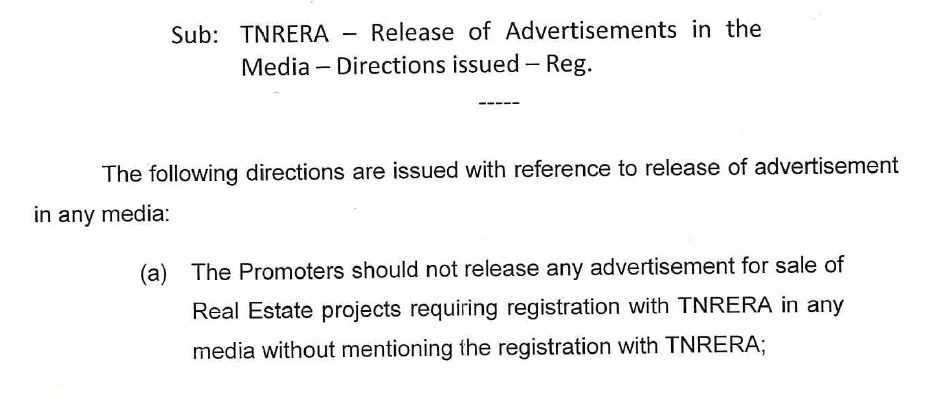 Sub: TNRERA – Release of Advertisements in the
Media – Directions issued – Reg.
-----
The following directions are issued with reference to release of advertisement
in any media:
(a) The Promoters should not release any advertisement for sale of
Real Estate projects requiring registration with TNRERA in any
media without mentioning the registration with TNRERA;